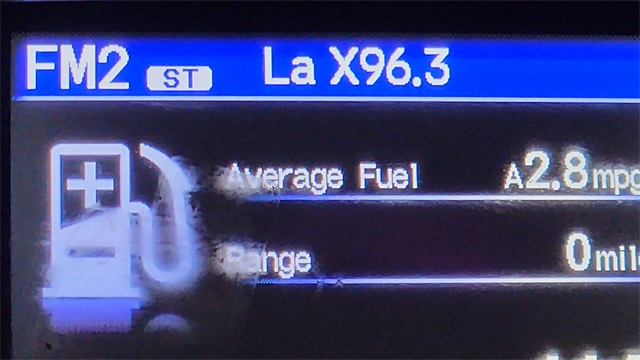 FM2 ST La X96.3
Average Fuel A2.8 mpg
Range 0 mil